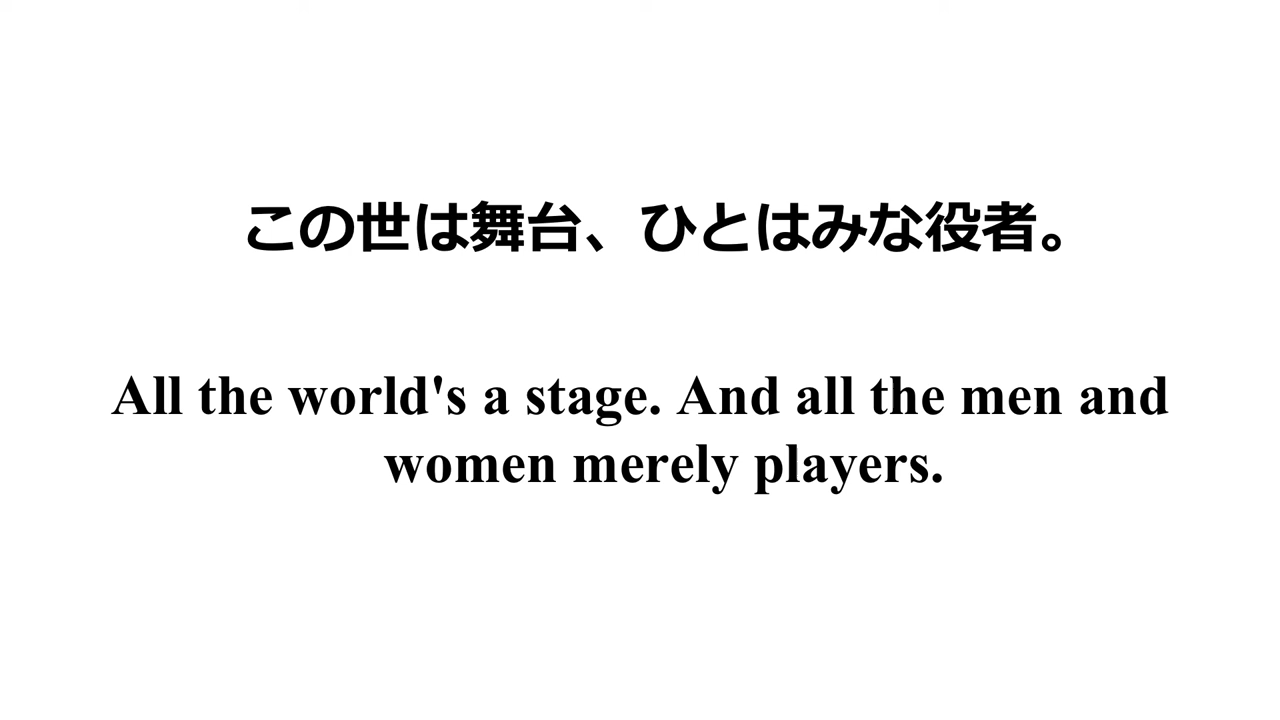 この世は舞台、ひとはみな役者。
All the world's a stage. And all the men and
women merely players.